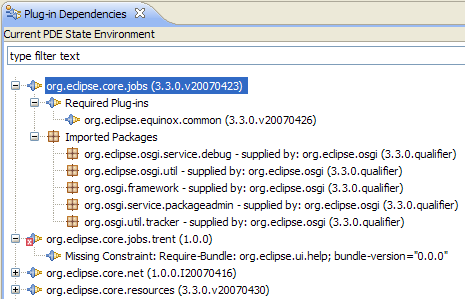 Plug-in Dependencies
Current PDE State Environment
type filter text
org.eclipse.core.jobs (3.3.0.v20070423)
Required Plug-ins
org.eclipse.equinox.common (3.3.0.v20070426)
Imported Packages
org.eclipse.osgi.service.debug - supplied by: org.eclipse.osgi (3.3.0.qualifier)
org.eclipse.osgi.util - supplied by: org.eclipse.osgi (3.3.0.qualifier)
org.osgi.framework - supplied by: org.eclipse.osgi (3.3.0.qualifier)
org.osgi.service.packageadmin - supplied by: org.eclipse.osgi (3.3.0.qualifier)
org.osgi.util.tracker - supplied by: org.eclipse.osgi (3.3.0.qualifier)
org.eclipse.core.jobs.trent (1.0.0)
Missing Constraint: Require-Bundle: org.eclipse.ui.help; bundle-version="0.0.0"
org.eclipse.core.net (1.0.0.I20070416)
org.eclipse.core.resources (3.3.0.v20070430)